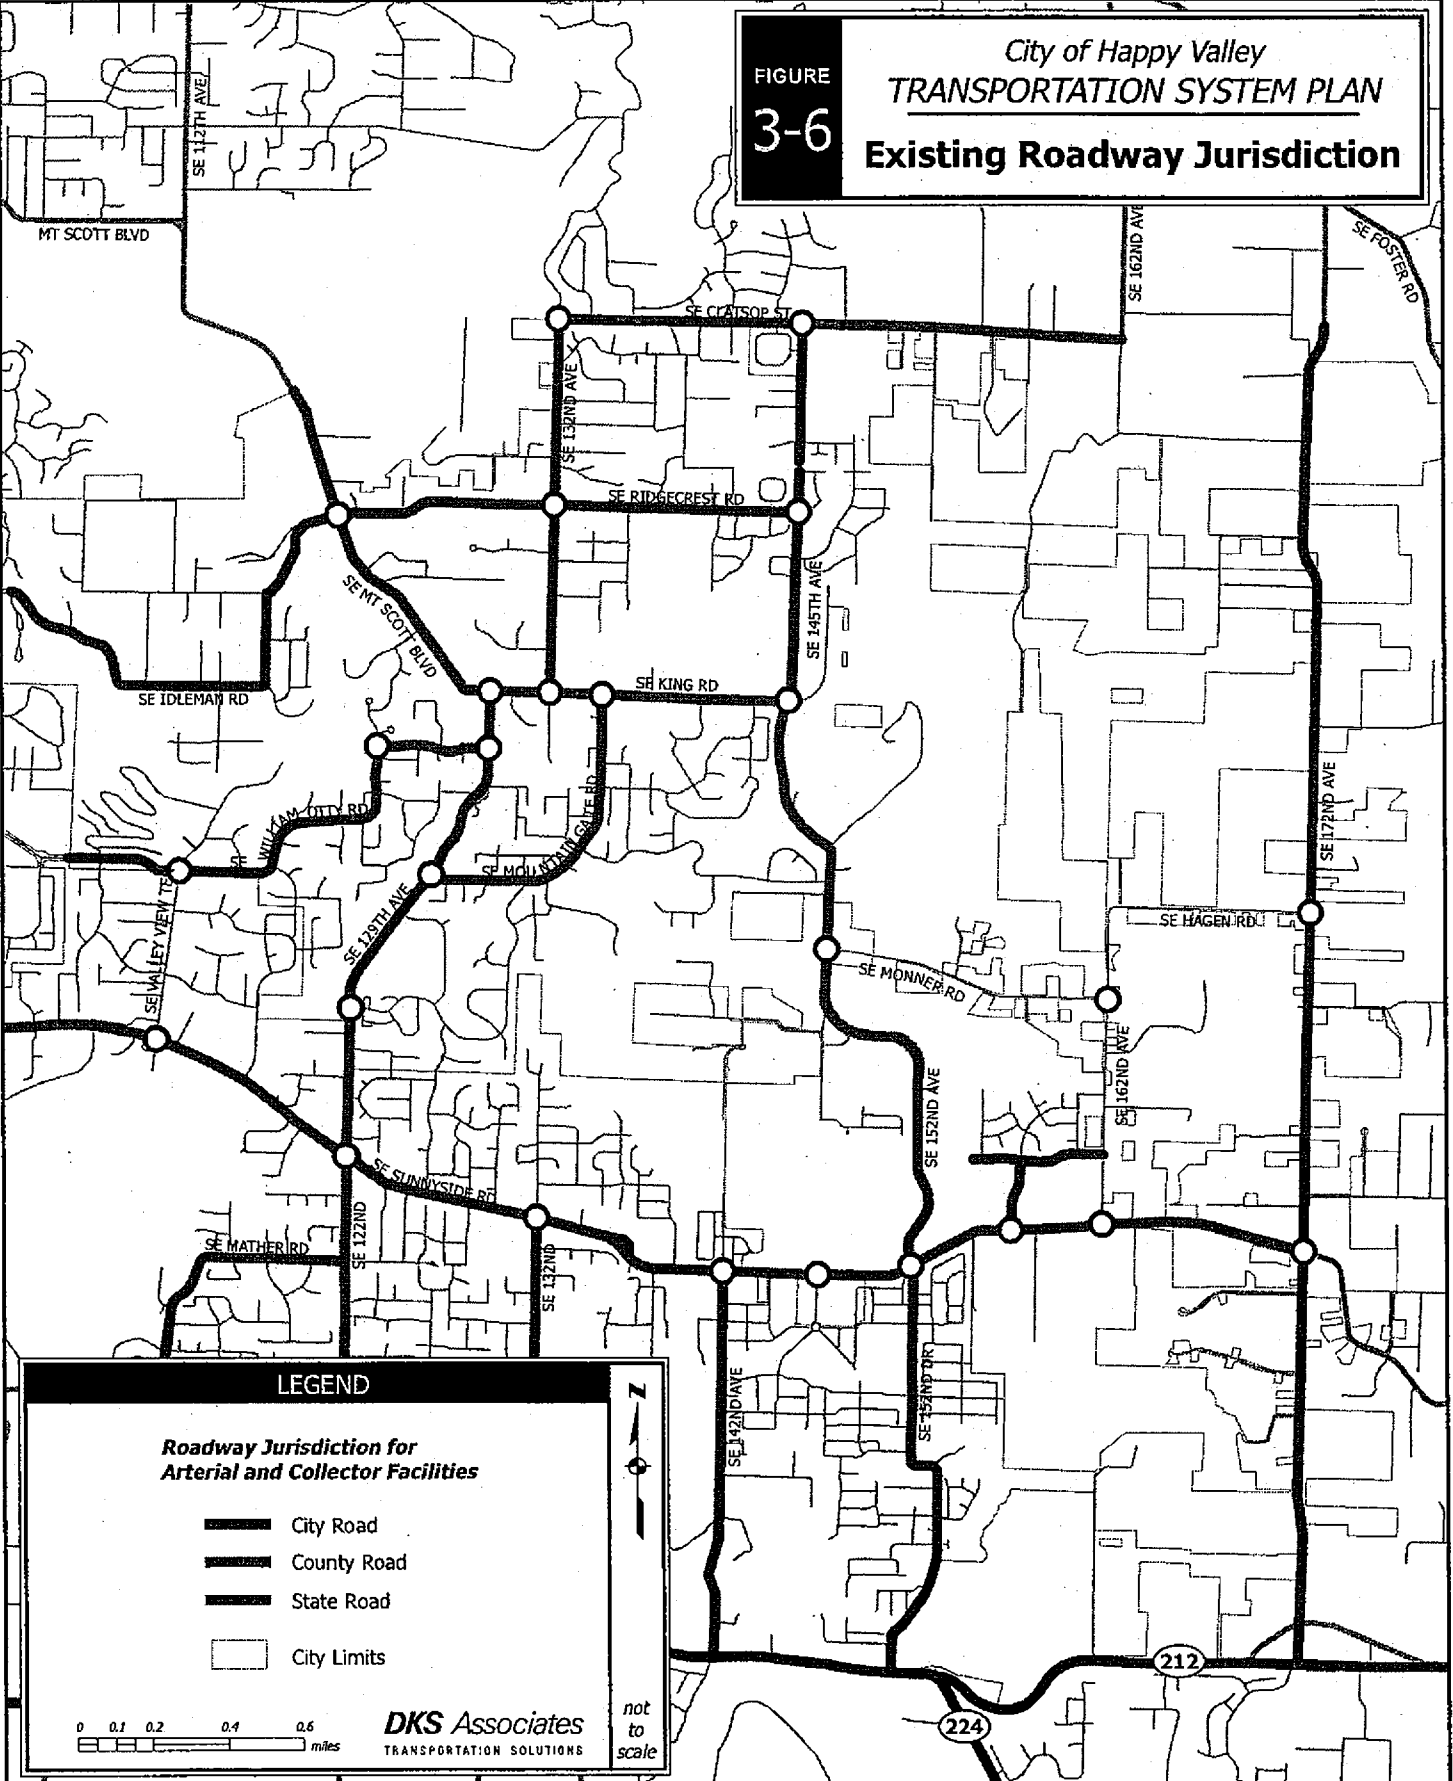 FIGURE
3-6
City of Happy Valley
TRANSPORTATION SYSTEM PLAN
Existing Roadway Jurisdiction
SE 112TH AVE
MT SCOTT BLVD
SE 162ND AVE
SE FOSTER RD
SE CLATSOP ST
SE 132ND AVE
SE RIDGECREST RD
SE MT SCOTT BLVD
SE 145TH AVE
SE IDLEMAN RD
SE KING RD
SE WILLIAM OTTY RD
SE MOUNTAIN GATE RD
SE 172ND AVE
SE VALLEY VIEW TE
SE 129TH AVE
SE HAGEN RD
SE MONNER RD
SE 162ND AVE
SE 152ND AVE
SE SUNNYSIDE RD
SE MATHER RD
SE 122ND
SE 132ND
SE 142ND AVE
SE 152ND DR
212
224
LEGEND
Roadway Jurisdiction for
Arterial and Collector Facilities
City Road
County Road
State Road
City Limits
0 0.1 0.2 0.4 0.6
miles
DKS Associates
TRANSPORTATION SOLUTIONS
N
not
to
scale